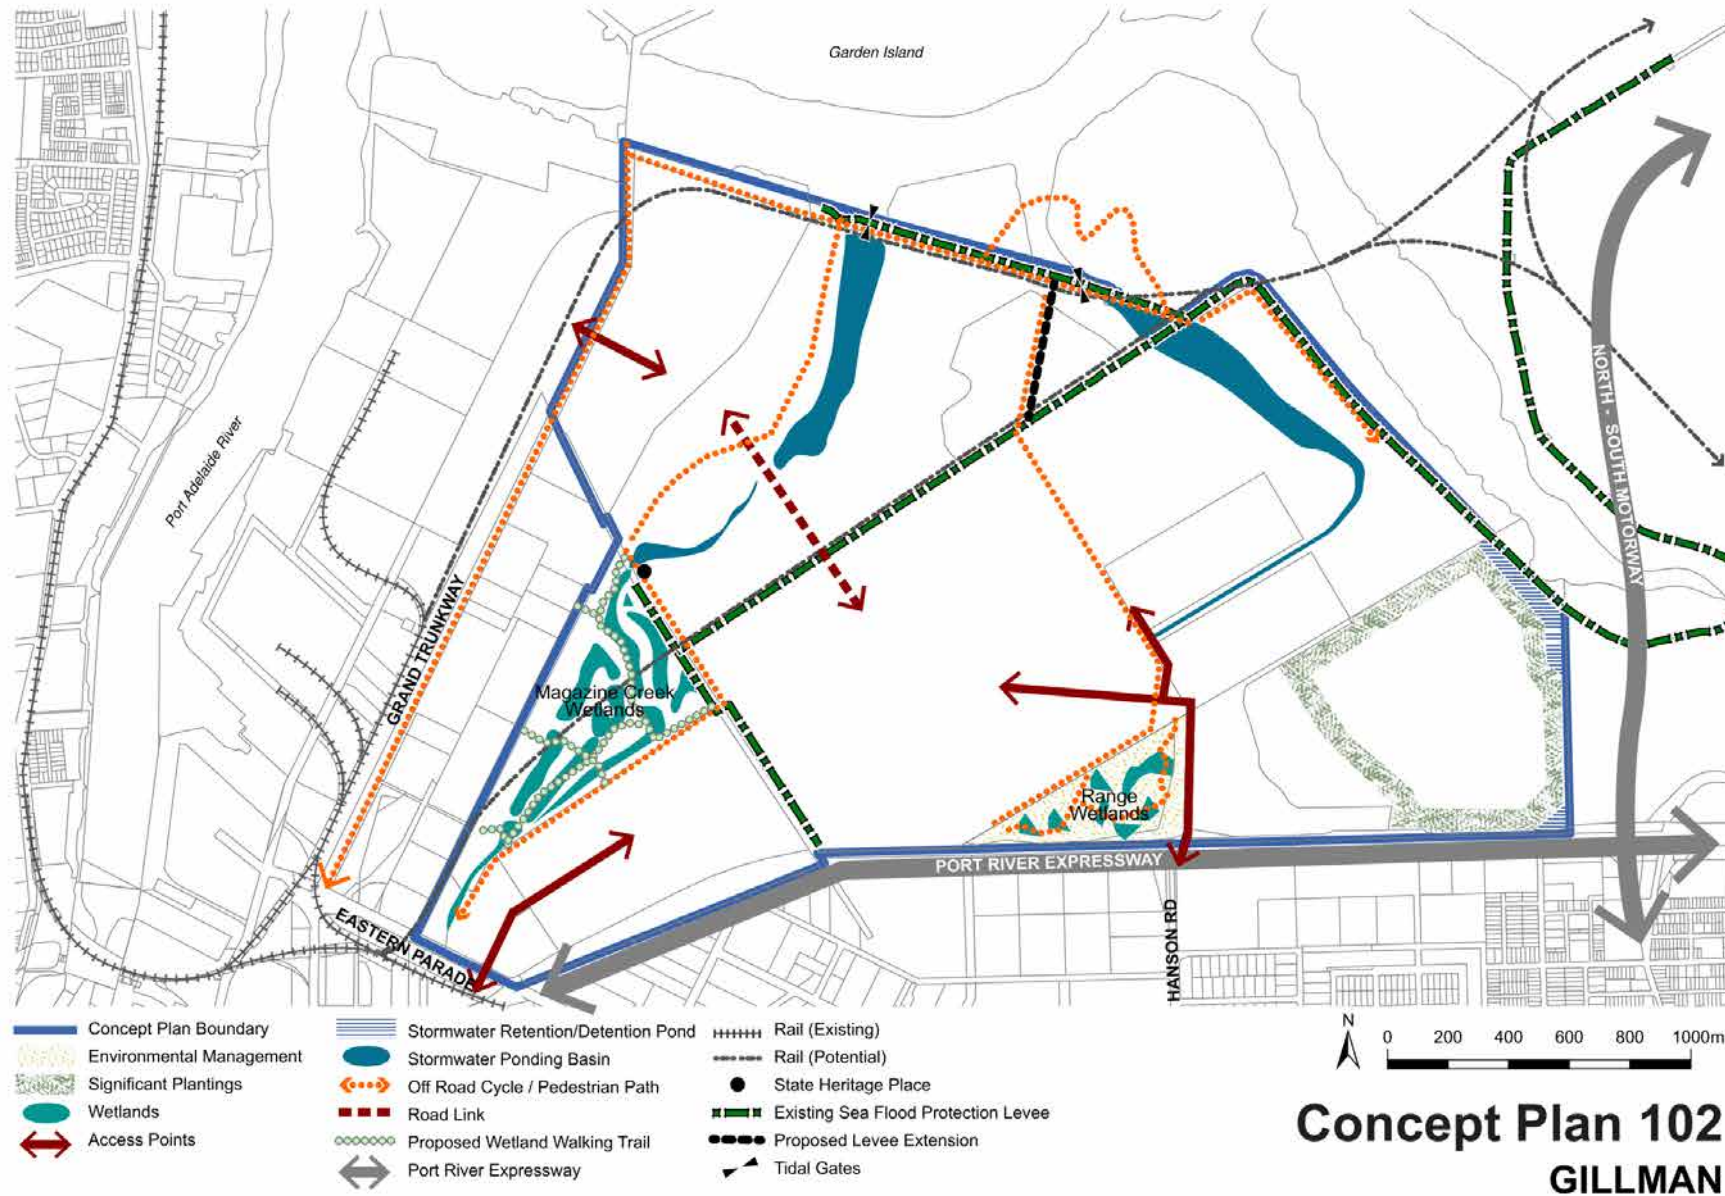 Garden Island
Port Adelaide River
GRAND TRUNKWAY
NORTH - SOUTH MOTORWAY
Magazine Creek
Wetlands
Range
Wetlands
PORT RIVER EXPRESSWAY
EASTERN PARADE
HANSON RD
Concept Plan Boundary
Environmental Management
Significant Plantings
Wetlands
Access Points
Stormwater Retention/Detention Pond
Stormwater Ponding Basin
Off Road Cycle / Pedestrian Path
Road Link
Proposed Wetland Walking Trail
Port River Expressway
Rail (Existing)
Rail (Potential)
State Heritage Place
Existing Sea Flood Protection Levee
Proposed Levee Extension
Tidal Gates
N
0 200 400 600 800 1000m
Concept Plan 102
GILLMAN